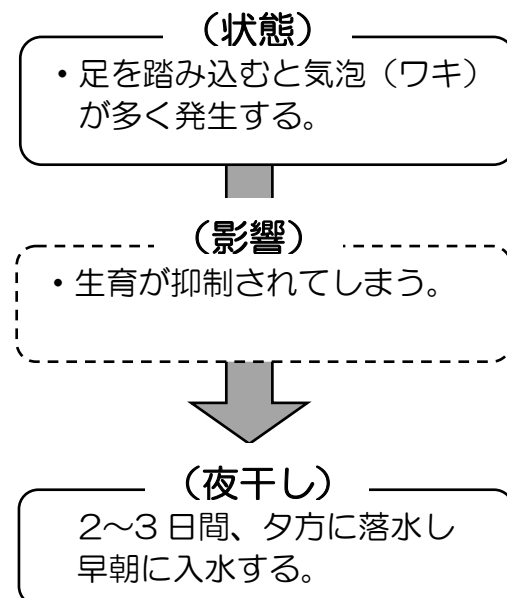 （状態）
・足を踏み込むと気泡（ワキ）
が多く発生する。
（影響）
・生育が抑制されてしまう。
（夜干し）
2～3 日間、夕方に落水し
早朝に入水する。